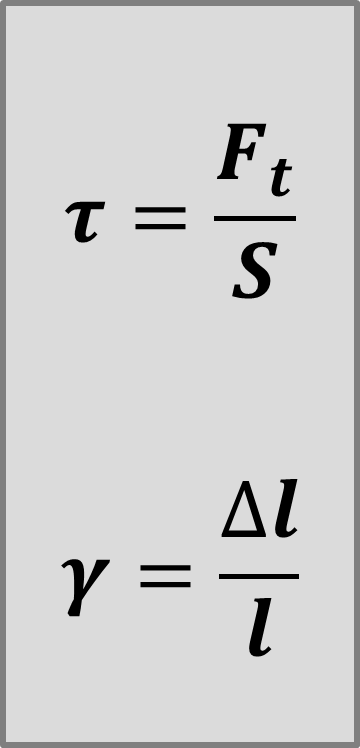 τ = F_t / S
γ = Δl / l